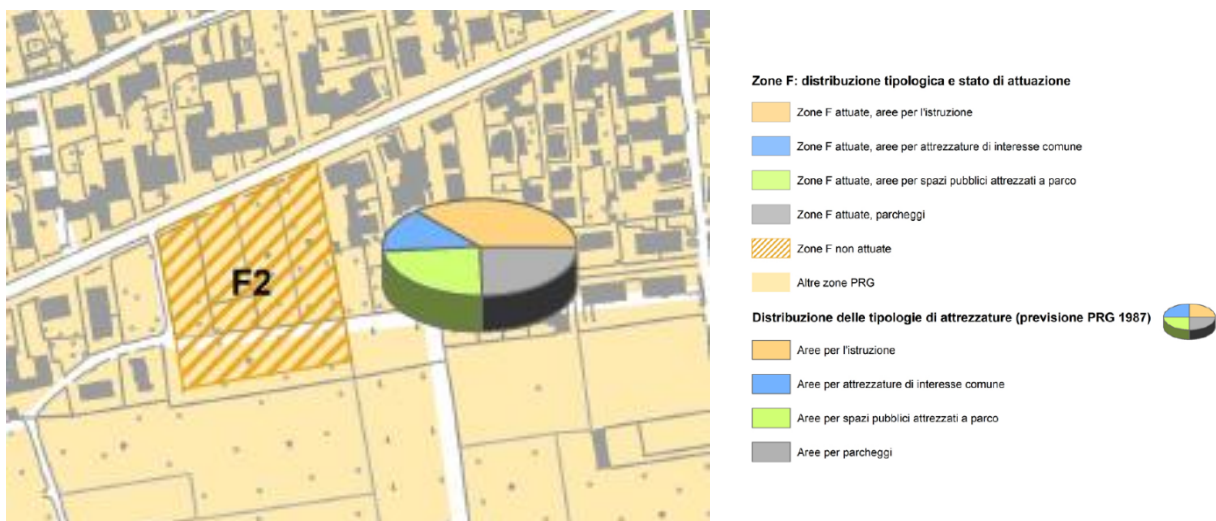 F2
Zone F: distribuzione tipologica e stato di attuazione
Zone F attuate, aree per l'istruzione
Zone F attuate, aree per attrezzature di interesse comune
Zone F attuate, aree per spazi pubblici attrezzati a parco
Zone F attuate, parcheggi
Zone F non attuate
Altre zone PRG
Distribuzione delle tipologie di attrezzature (previsione PRG 1987)
Aree per l'istruzione
Aree per attrezzature di interesse comune
Aree per spazi pubblici attrezzati a parco
Aree per parcheggi